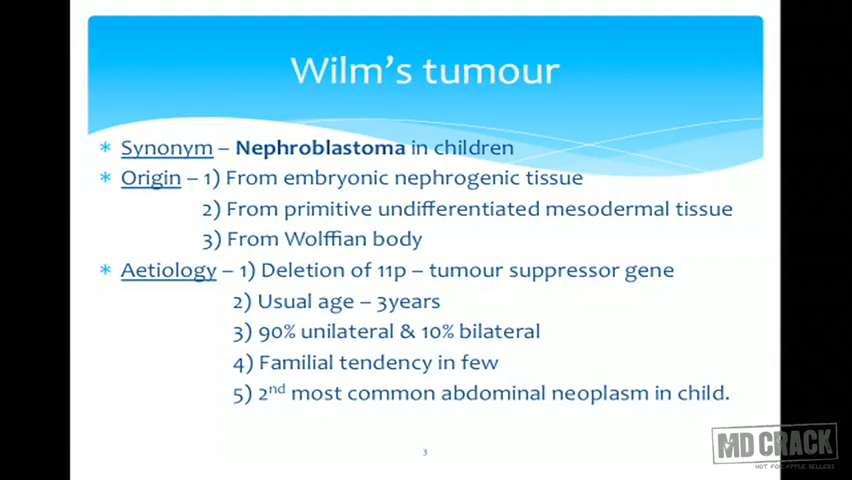 Wilm's tumour
* Synonym – Nephroblastoma in children
* Origin – 1) From embryonic nephrogenic tissue
2) From primitive undifferentiated mesodermal tissue
3) From Wolffian body
* Aetiology – 1) Deletion of 11p – tumour suppressor gene
2) Usual age – 3years
3) 90% unilateral & 10% bilateral
4) Familial tendency in few
5) 2nd most common abdominal neoplasm in child.
3
MD CRACK
NOT FOR APPLE SELLERS